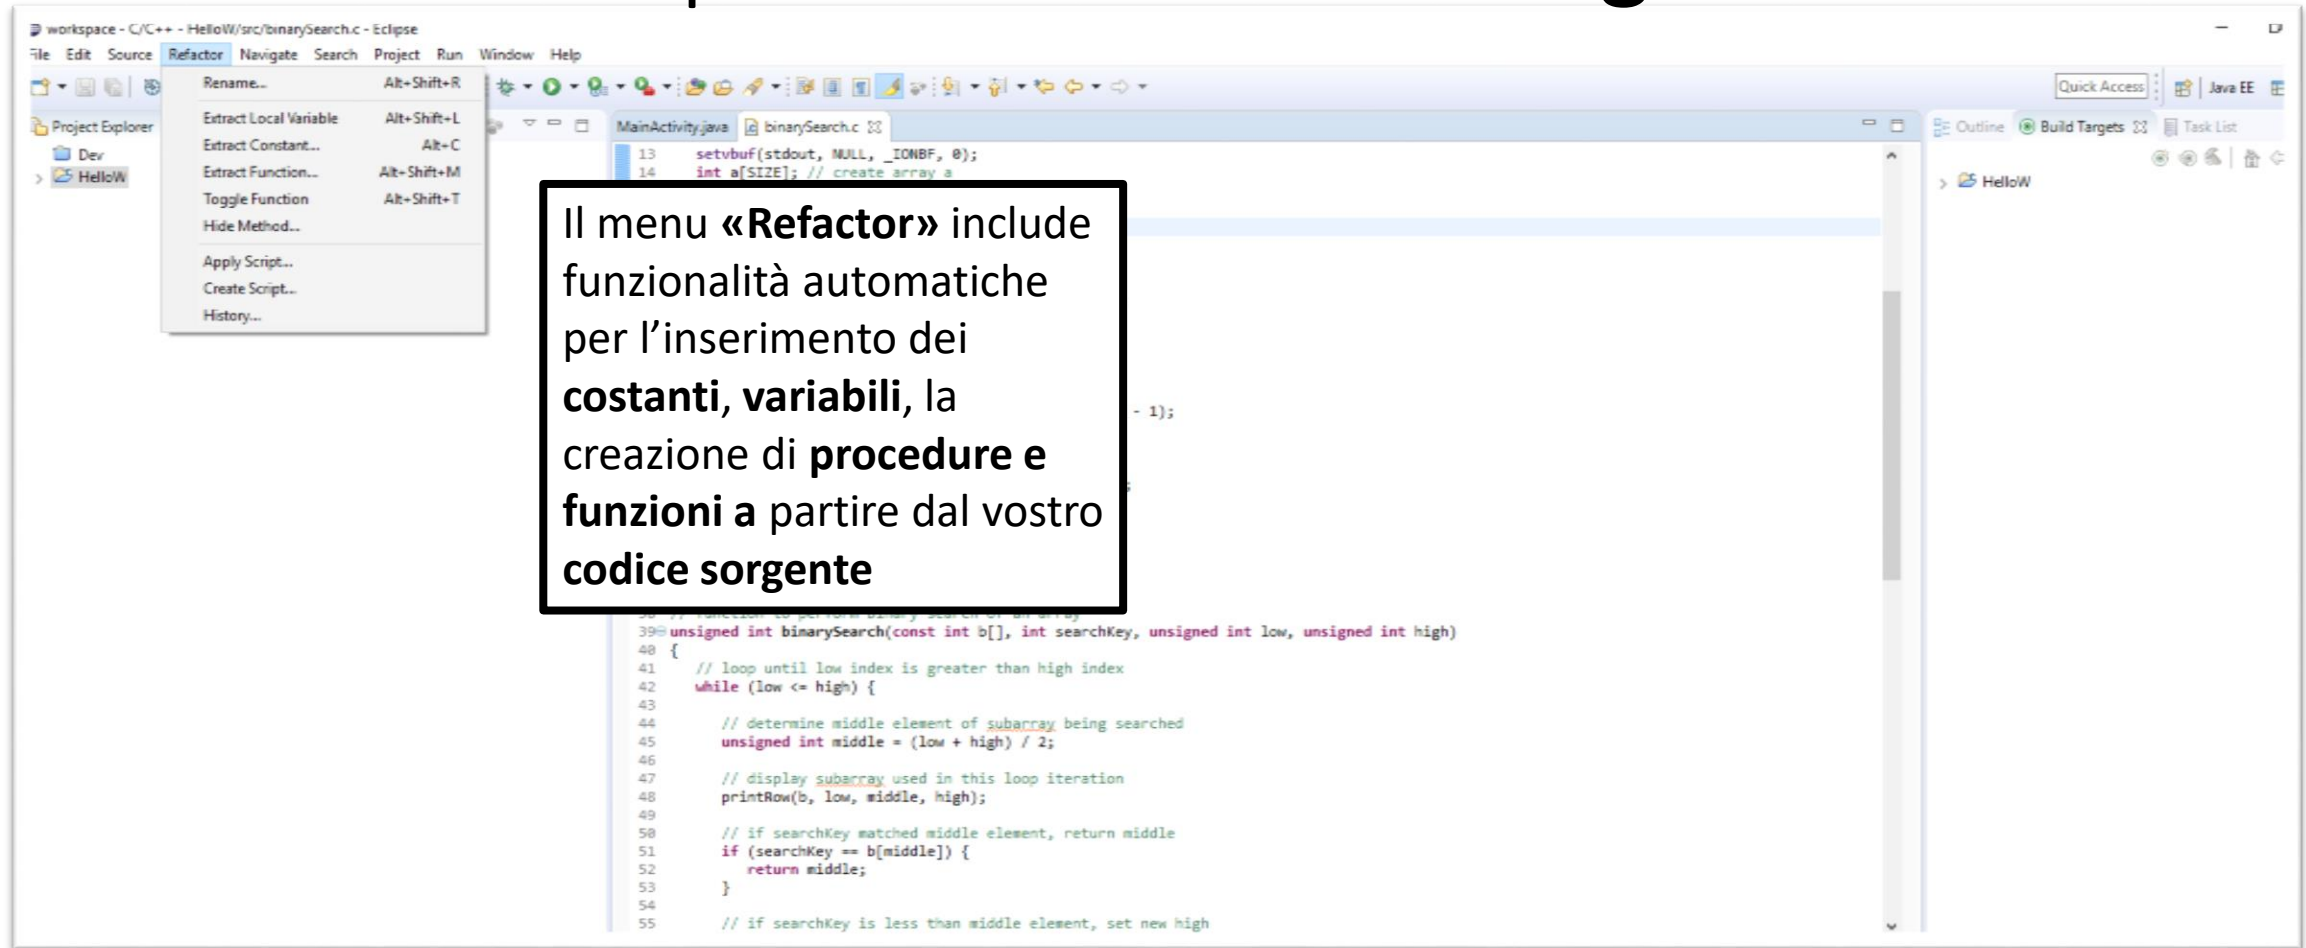 workspace - C/C++ - HelloW/src/binarySearch.c - Eclipse
File Edit Source Refactor Navigate Search Project Run Window Help
Rename... Alt+Shift+R
Extract Local Variable Alt+Shift+L
Extract Constant... Alt+C
Extract Function... Alt+Shift+M
Toggle Function Alt+Shift+T
Hide Method...
Apply Script...
Create Script...
History...
Quick Access Java EE
Project Explorer
Dev
HelloW
MainActivity.java binarySearch.c
Outline Build Targets Task List
HelloW
13 setvbuf(stdout, NULL, _IONBF, 0);
14 int a[SIZE]; // create array a
Il menu «Refactor» include
funzionalità automatiche
per l’inserimento dei
costanti, variabili, la
creazione di procedure e
funzioni a partire dal vostro
codice sorgente
- 1);
39 unsigned int binarySearch(const int b[], int searchKey, unsigned int low, unsigned int high)
40 {
41 // loop until low index is greater than high index
42 while (low <= high) {
43
44 // determine middle element of subarray being searched
45 unsigned int middle = (low + high) / 2;
46
47 // display subarray used in this loop iteration
48 printRow(b, low, middle, high);
49
50 // if searchKey matched middle element, return middle
51 if (searchKey == b[middle]) {
52 return middle;
53 }
54
55 // if searchKey is less than middle element, set new high